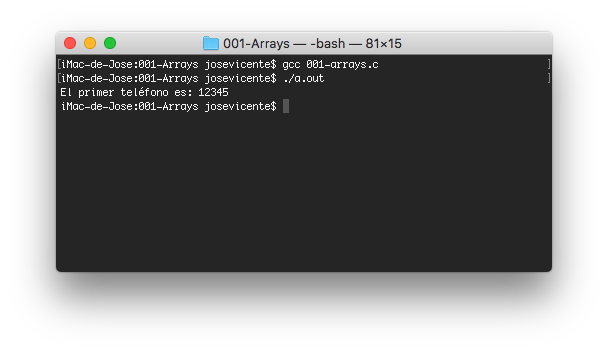 001-Arrays — -bash — 81×15
[iMac-de-Jose:001-Arrays josevicente$ gcc 001-arrays.c ]
[iMac-de-Jose:001-Arrays josevicente$ ./a.out ]
El primer teléfono es: 12345
iMac-de-Jose:001-Arrays josevicente$